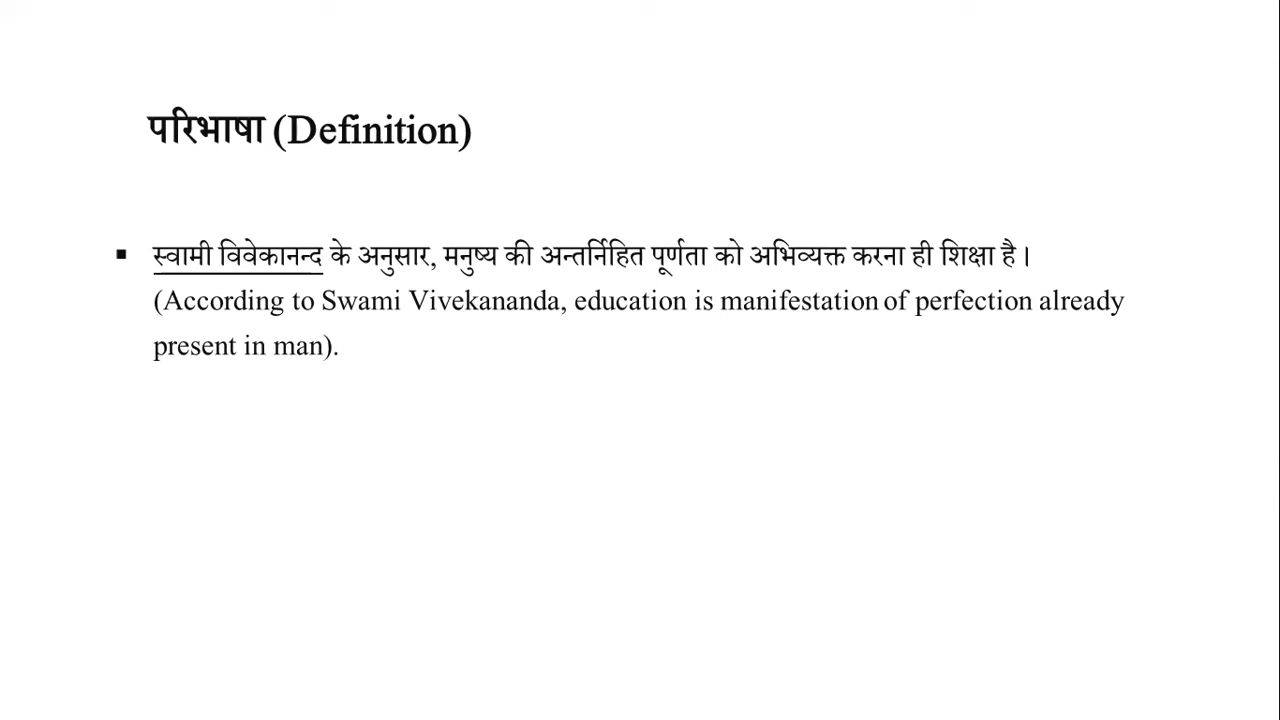 परिभाषा (Definition)
▪ स्वामी विवेकानन्द के अनुसार, मनुष्य की अन्तर्निहित पूर्णता को अभिव्यक्त करना ही शिक्षा है।
(According to Swami Vivekananda, education is manifestation of perfection already
present in man).